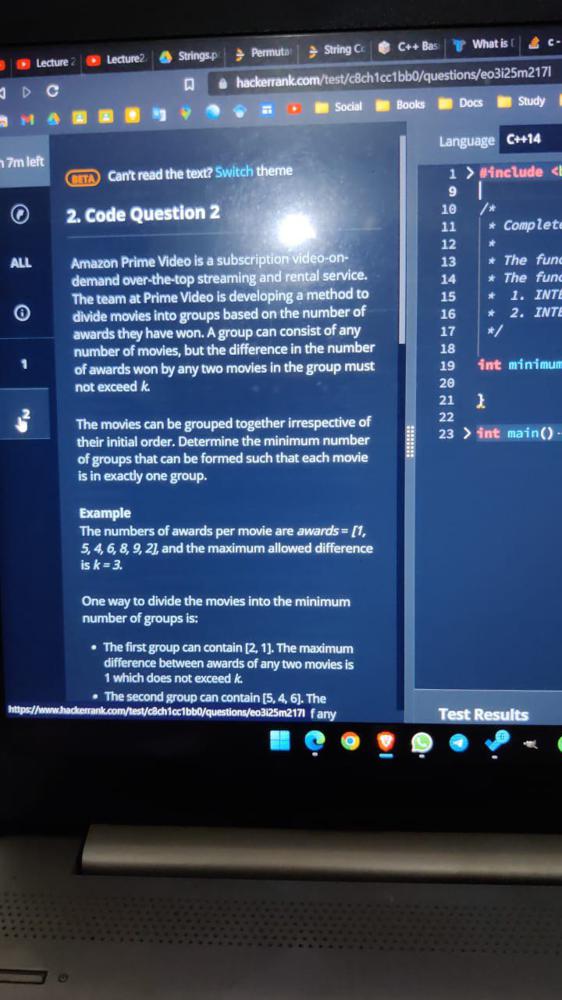 Lecture 2
Lecture2
Strings.p
Permuta
String C
C++ Bas
What is
c -
hackerrank.com/test/c8ch1cc1bb0/questions/eo3i25m217l
Social
Books
Docs
Study
7m left
ALL
1
2
BETA Can't read the text? Switch theme
2. Code Question 2
Amazon Prime Video is a subscription video-on-
demand over-the-top streaming and rental service.
The team at Prime Video is developing a method to
divide movies into groups based on the number of
awards they have won. A group can consist of any
number of movies, but the difference in the number
of awards won by any two movies in the group must
not exceed k.
The movies can be grouped together irrespective of
their initial order. Determine the minimum number
of groups that can be formed such that each movie
is in exactly one group.
Example
The numbers of awards per movie are awards = [1,
5, 4, 6, 8, 9, 2], and the maximum allowed difference
is k = 3.
One way to divide the movies into the minimum
number of groups is:
• The first group can contain [2, 1]. The maximum
difference between awards of any two movies is
1 which does not exceed k.
• The second group can contain [5, 4, 6]. The
https://www.hackerrank.com/test/c8ch1cc1bb0/questions/eo3i25m217l f any
Language C++14
1 > #include <b
9
10 /*
11 * Complet
12 *
13 * The func
14 * The func
15 * 1. INTE
16 * 2. INTE
17 */
18
19 int minimum
20
21 }
22
23 > int main()
Test Results